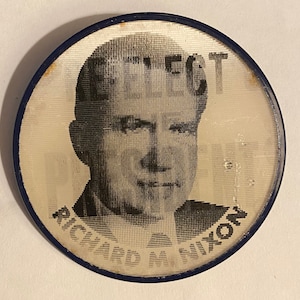 RE-ELECT
PRESIDENT
RICHARD M. NIXON